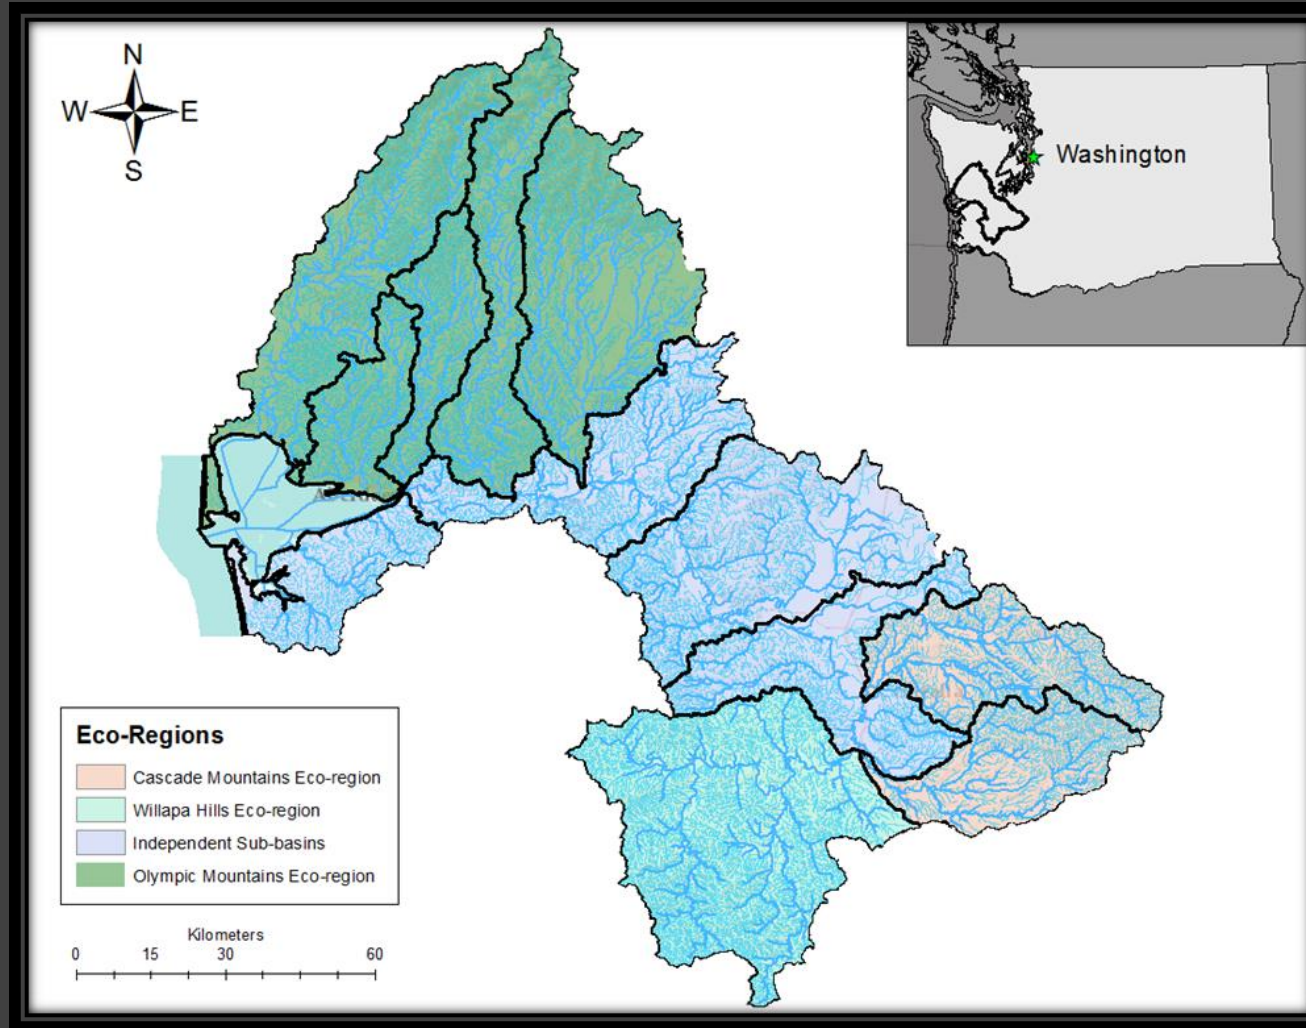 N
W E
S
Washington
Eco-Regions
Cascade Mountains Eco-region
Willapa Hills Eco-region
Independent Sub-basins
Olympic Mountains Eco-region
Kilometers
0 15 30 60